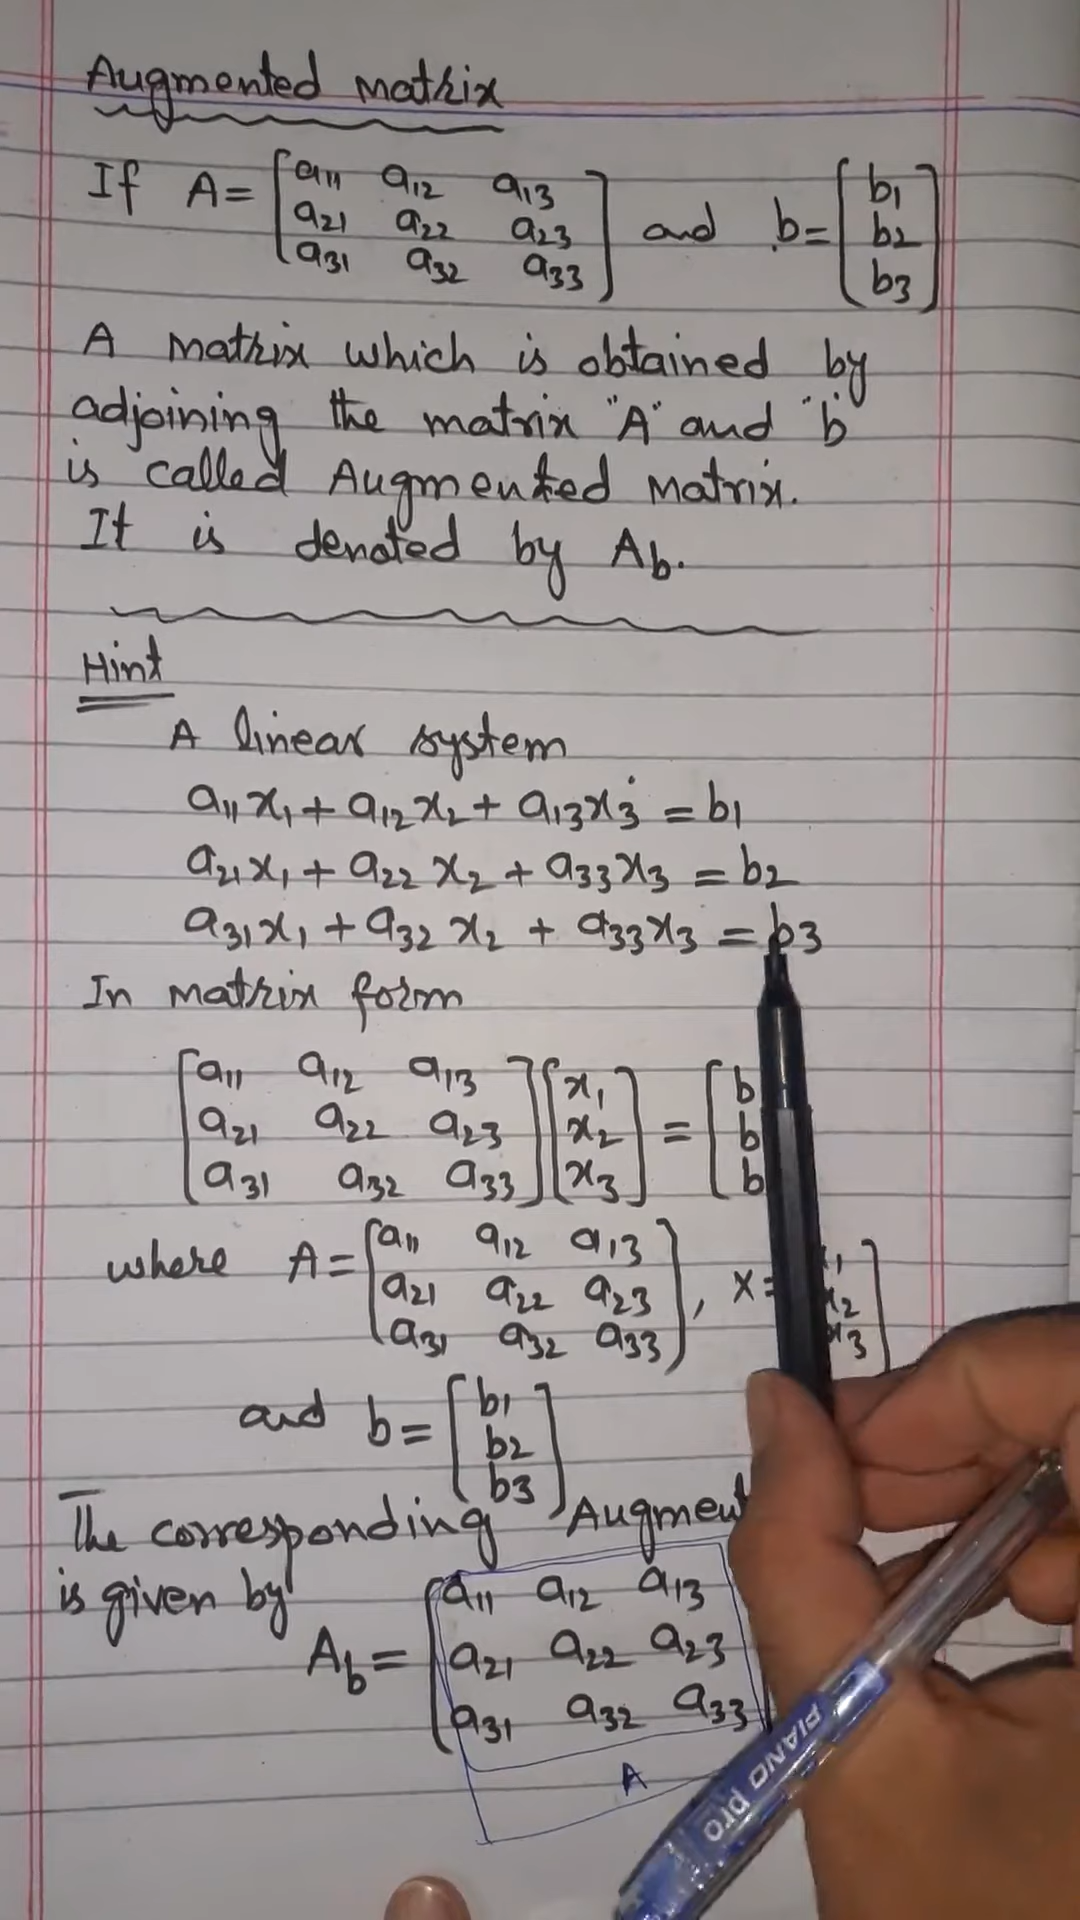 Augmented matrix
If A = [a11 a12 a13
a21 a22 a23
a31 a32 a33] and b = [b1
b2
b3]
A matrix which is obtained by
adjoining the matrix "A" and "b"
is called Augmented Matrix.
It is denoted by Ab.
Hint
A linear system
a11x1 + a12x2 + a13x3 = b1
a21x1 + a22x2 + a33x3 = b2
a31x1 + a32x2 + a33x3 = b3
In matrix form
[a11 a12 a13
a21 a22 a23
a31 a32 a33] [x1
x2
x3] = [b
b
b
where A = [a11 a12 a13
a21 a22 a23
a31 a32 a33], X =
x2
x3]
and b = [b1
b2
b3]
The corresponding Augment
is given by
Ab = [a11 a12 a13
a21 a22 a23
a31 a32 a33
A
PIANO pro